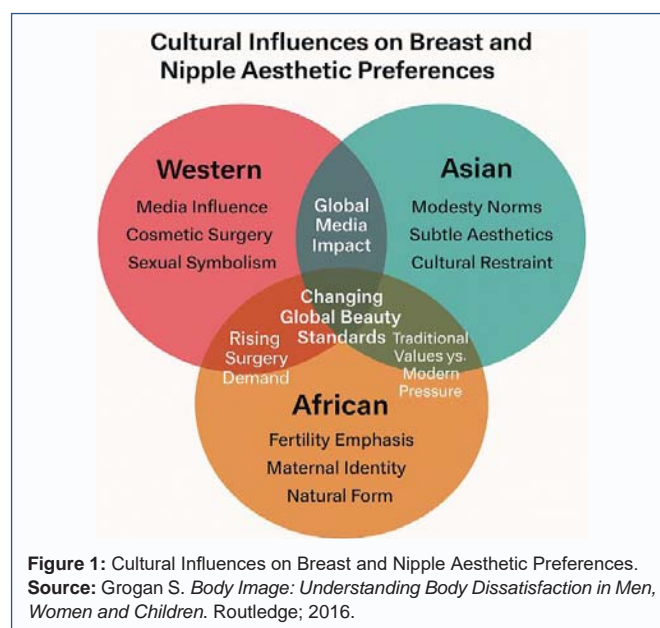 Cultural Influences on Breast and
Nipple Aesthetic Preferences
Western
Media Influence
Cosmetic Surgery
Sexual Symbolism
Global
Media
Impact
Asian
Modesty Norms
Subtle Aesthetics
Cultural Restraint
Changing
Global Beauty
Standards
Rising
Surgery
Demand
Traditional
Values vs.
Modern
Pressure
African
Fertility Emphasis
Maternal Identity
Natural Form
Figure 1: Cultural Influences on Breast and Nipple Aesthetic Preferences.
Source: Grogan S. Body Image: Understanding Body Dissatisfaction in Men,
Women and Children. Routledge; 2016.